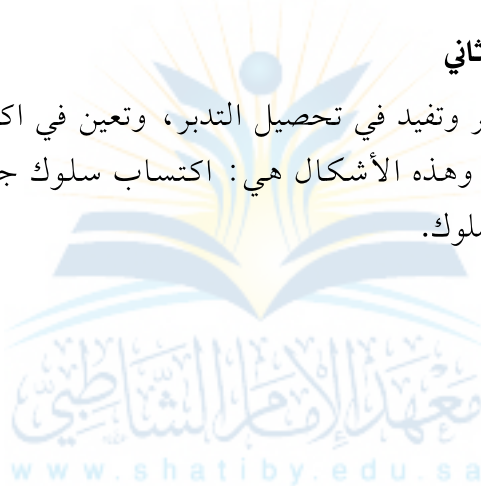 ثاني
ر وتفيد في تحصيل التدبر، وتعين في اك
وهذه الأشكال هي: اكتساب سلوك ج
لوك.
معهد الإمام الشاطبي
www.shatiby.edu.sa